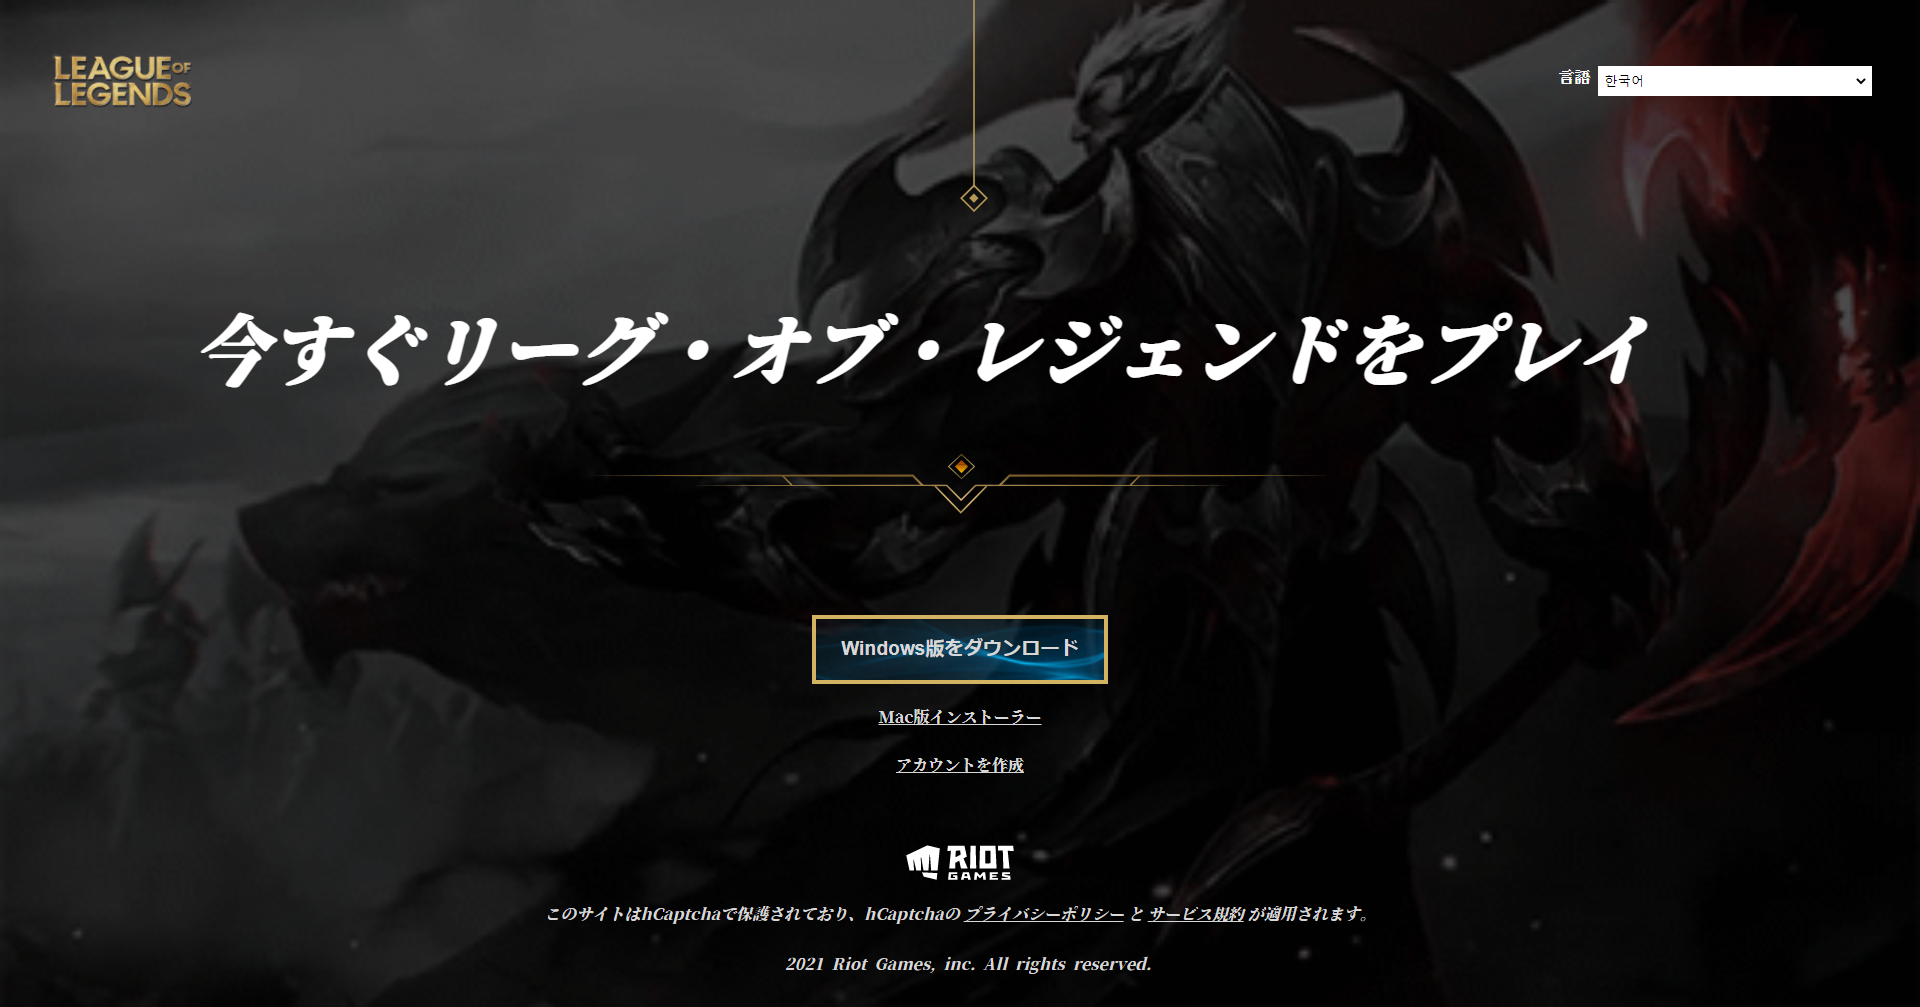 LEAGUE OF
LEGENDS
言語 한국어
今すぐリーグ・オブ・レジェンドをプレイ
Windows版をダウンロード
Mac版インストーラー
アカウントを作成
RIOT
GAMES
このサイトはhCaptchaで保護されており、hCaptchaの プライバシーポリシー と サービス規約 が適用されます。
2021 Riot Games, inc. All rights reserved.